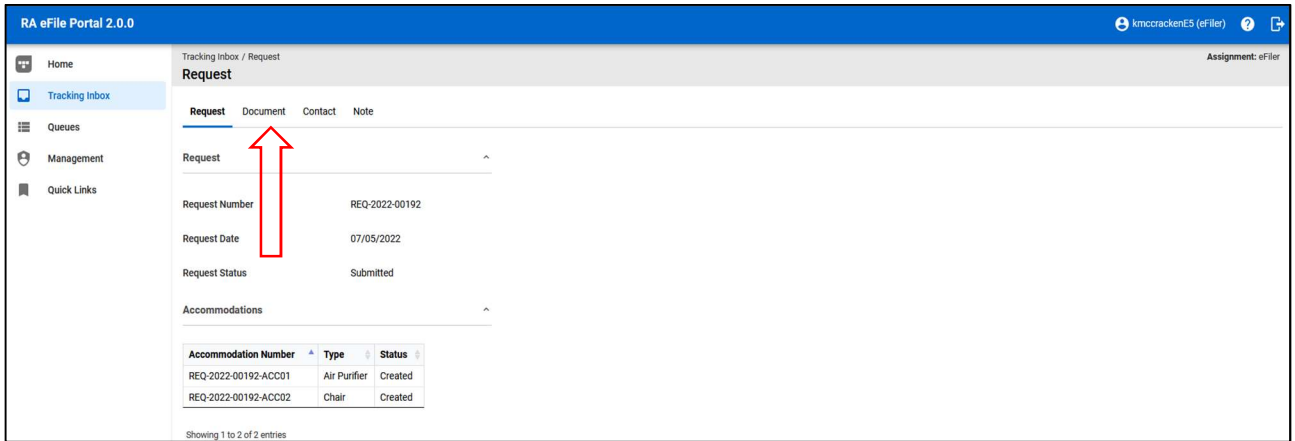 RA eFile Portal 2.0.0
kmccrackenE5 (eFiler)
?
Home
Tracking Inbox
Queues
Management
Quick Links
Tracking Inbox / Request
Assignment: eFiler
Request
Request Document Contact Note
Request
Request Number REQ-2022-00192
Request Date 07/05/2022
Request Status Submitted
Accommodations
Accommodation Number Type Status
REQ-2022-00192-ACC01 Air Purifier Created
REQ-2022-00192-ACC02 Chair Created
Showing 1 to 2 of 2 entries